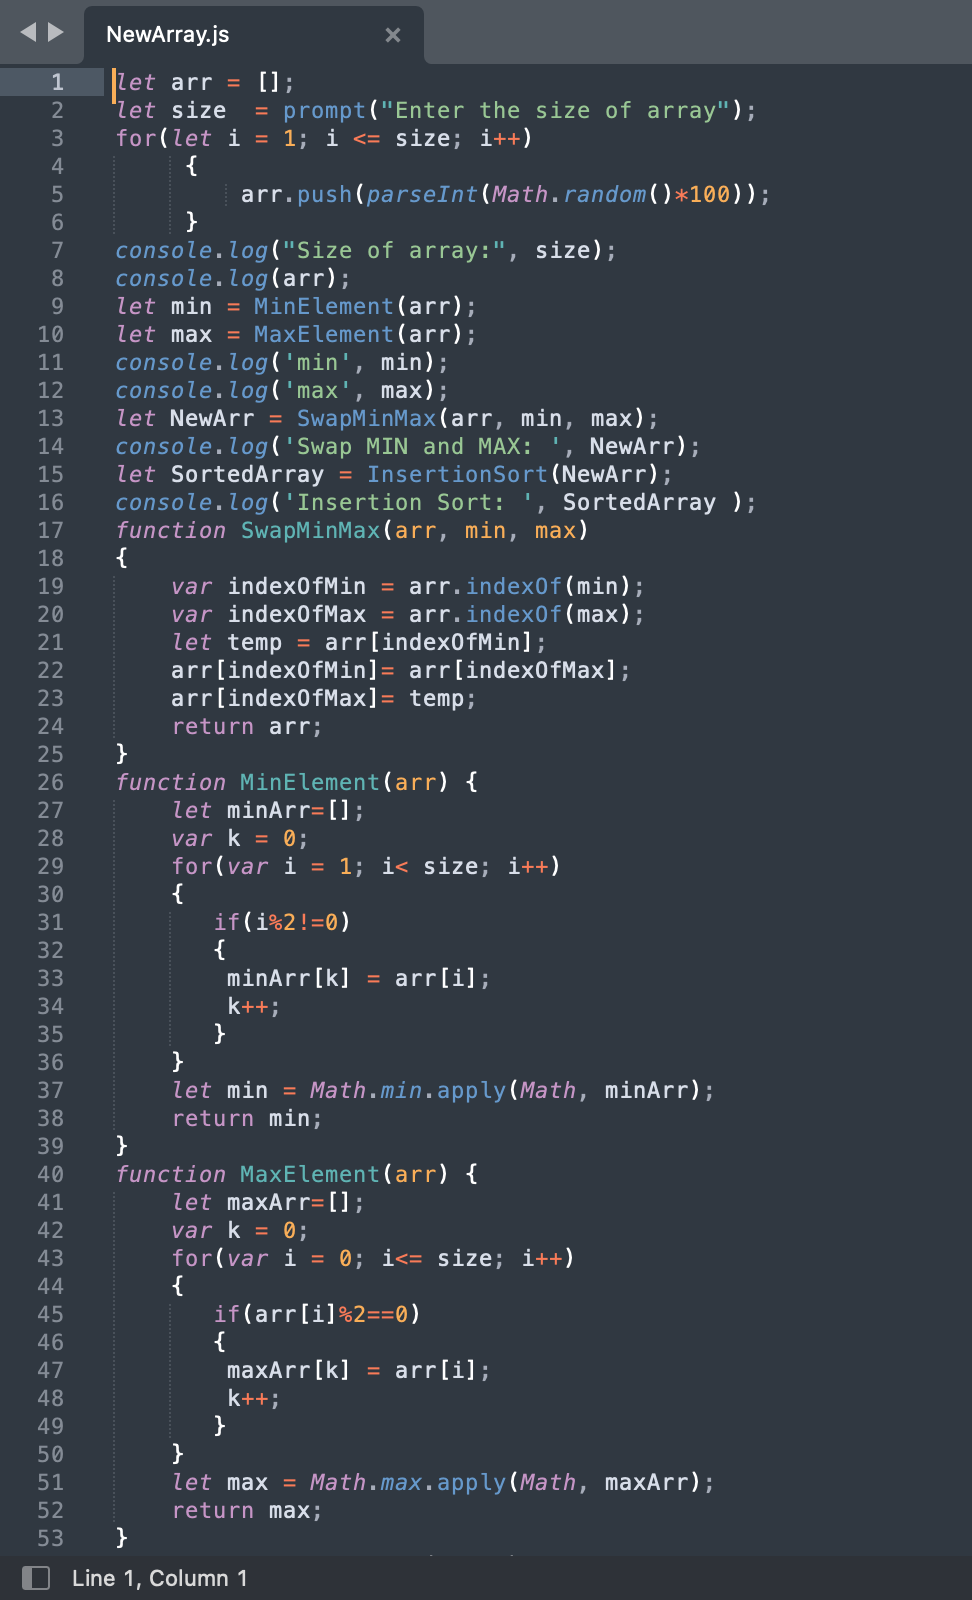 NewArray.js
1 let arr = [];
2 let size  = prompt("Enter the size of array");
3 for(let i = 1; i <= size; i++)
4      {
5          arr.push(parseInt(Math.random()*100));
6      }
7 console.log("Size of array:", size);
8 console.log(arr);
9 let min = MinElement(arr);
10 let max = MaxElement(arr);
11 console.log('min', min);
12 console.log('max', max);
13 let NewArr = SwapMinMax(arr, min, max);
14 console.log('Swap MIN and MAX: ', NewArr);
15 let SortedArray = InsertionSort(NewArr);
16 console.log('Insertion Sort: ', SortedArray );
17 function SwapMinMax(arr, min, max)
18 {
19     var indexOfMin = arr.indexOf(min);
20     var indexOfMax = arr.indexOf(max);
21     let temp = arr[indexOfMin];
22     arr[indexOfMin]= arr[indexOfMax];
23     arr[indexOfMax]= temp;
24     return arr;
25 }
26 function MinElement(arr) {
27     let minArr=[];
28     var k = 0;
29     for(var i = 1; i< size; i++)
30     {
31        if(i%2!=0)
32        {
33         minArr[k] = arr[i];
34         k++;
35        }
36     }
37     let min = Math.min.apply(Math, minArr);
38     return min;
39 }
40 function MaxElement(arr) {
41     let maxArr=[];
42     var k = 0;
43     for(var i = 0; i<= size; i++)
44     {
45        if(arr[i]%2==0)
46        {
47         maxArr[k] = arr[i];
48         k++;
49        }
50     }
51     let max = Math.max.apply(Math, maxArr);
52     return max;
53 }
Line 1, Column 1